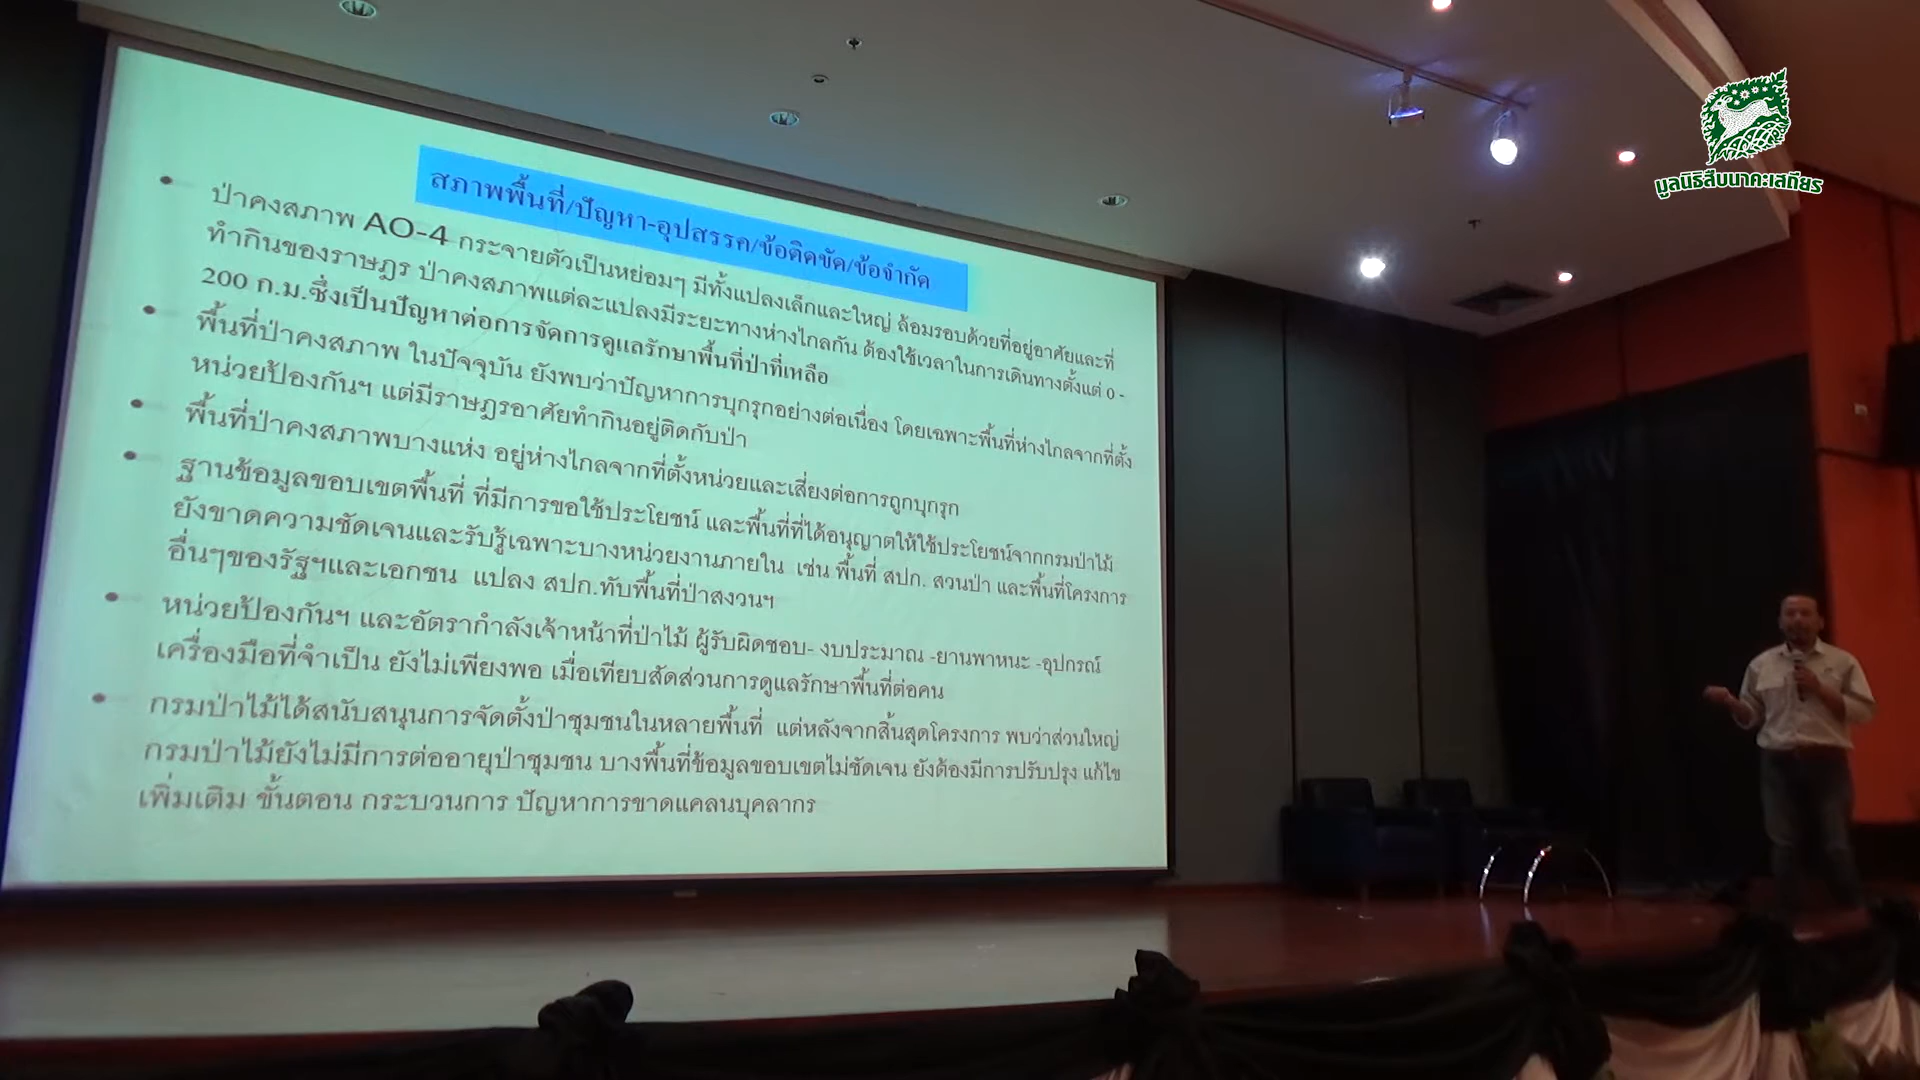 มูลนิธิสืบนาคะเสถียร
สภาพพื้นที่/ปัญหา-อุปสรรค/ข้อติดขัด/ข้อจำกัด
• ป่าคงสภาพ AO-4 กระจายตัวเป็นหย่อมๆ มีทั้งแปลงเล็กและใหญ่ ล้อมรอบด้วยที่อยู่อาศัยและที่
ทำกินของราษฎร ป่าคงสภาพแต่ละแปลงมีระยะทางห่างไกลกัน ต้องใช้เวลาในการเดินทางตั้งแต่ 0 -
200 ก.ม.ซึ่งเป็นปัญหาต่อการจัดการดูแลรักษาพื้นที่ป่าที่เหลือ
• พื้นที่ป่าคงสภาพ ในปัจจุบัน ยังพบว่าปัญหาการบุกรุกอย่างต่อเนื่อง โดยเฉพาะพื้นที่ห่างไกลจากที่ตั้ง
หน่วยป้องกันฯ แต่มีราษฎรอาศัยทำกินอยู่ติดกับป่า
• พื้นที่ป่าคงสภาพบางแห่ง อยู่ห่างไกลจากที่ตั้งหน่วยและเสี่ยงต่อการถูกบุกรุก
• ฐานข้อมูลขอบเขตพื้นที่ ที่มีการขอใช้ประโยชน์ และพื้นที่ที่ได้อนุญาตให้ใช้ประโยชน์จากกรมป่าไม้
ยังขาดความชัดเจนและรับรู้เฉพาะบางหน่วยงานภายใน เช่น พื้นที่ สปก. สวนป่า และพื้นที่โครงการ
อื่นๆของรัฐฯและเอกชน แปลง สปก.ทับพื้นที่ป่าสงวนฯ
• หน่วยป้องกันฯ และอัตรากำลังเจ้าหน้าที่ป่าไม้ ผู้รับผิดชอบ- งบประมาณ -ยานพาหนะ -อุปกรณ์
เครื่องมือที่จำเป็น ยังไม่เพียงพอ เมื่อเทียบสัดส่วนการดูแลรักษาพื้นที่ต่อคน
• กรมป่าไม้ได้สนับสนุนการจัดตั้งป่าชุมชนในหลายพื้นที่ แต่หลังจากสิ้นสุดโครงการ พบว่าส่วนใหญ่
กรมป่าไม้ยังไม่มีการต่ออายุป่าชุมชน บางพื้นที่ข้อมูลขอบเขตไม่ชัดเจน ยังต้องมีการปรับปรุง แก้ไข
เพิ่มเติม ขั้นตอน กระบวนการ ปัญหาการขาดแคลนบุคลากร